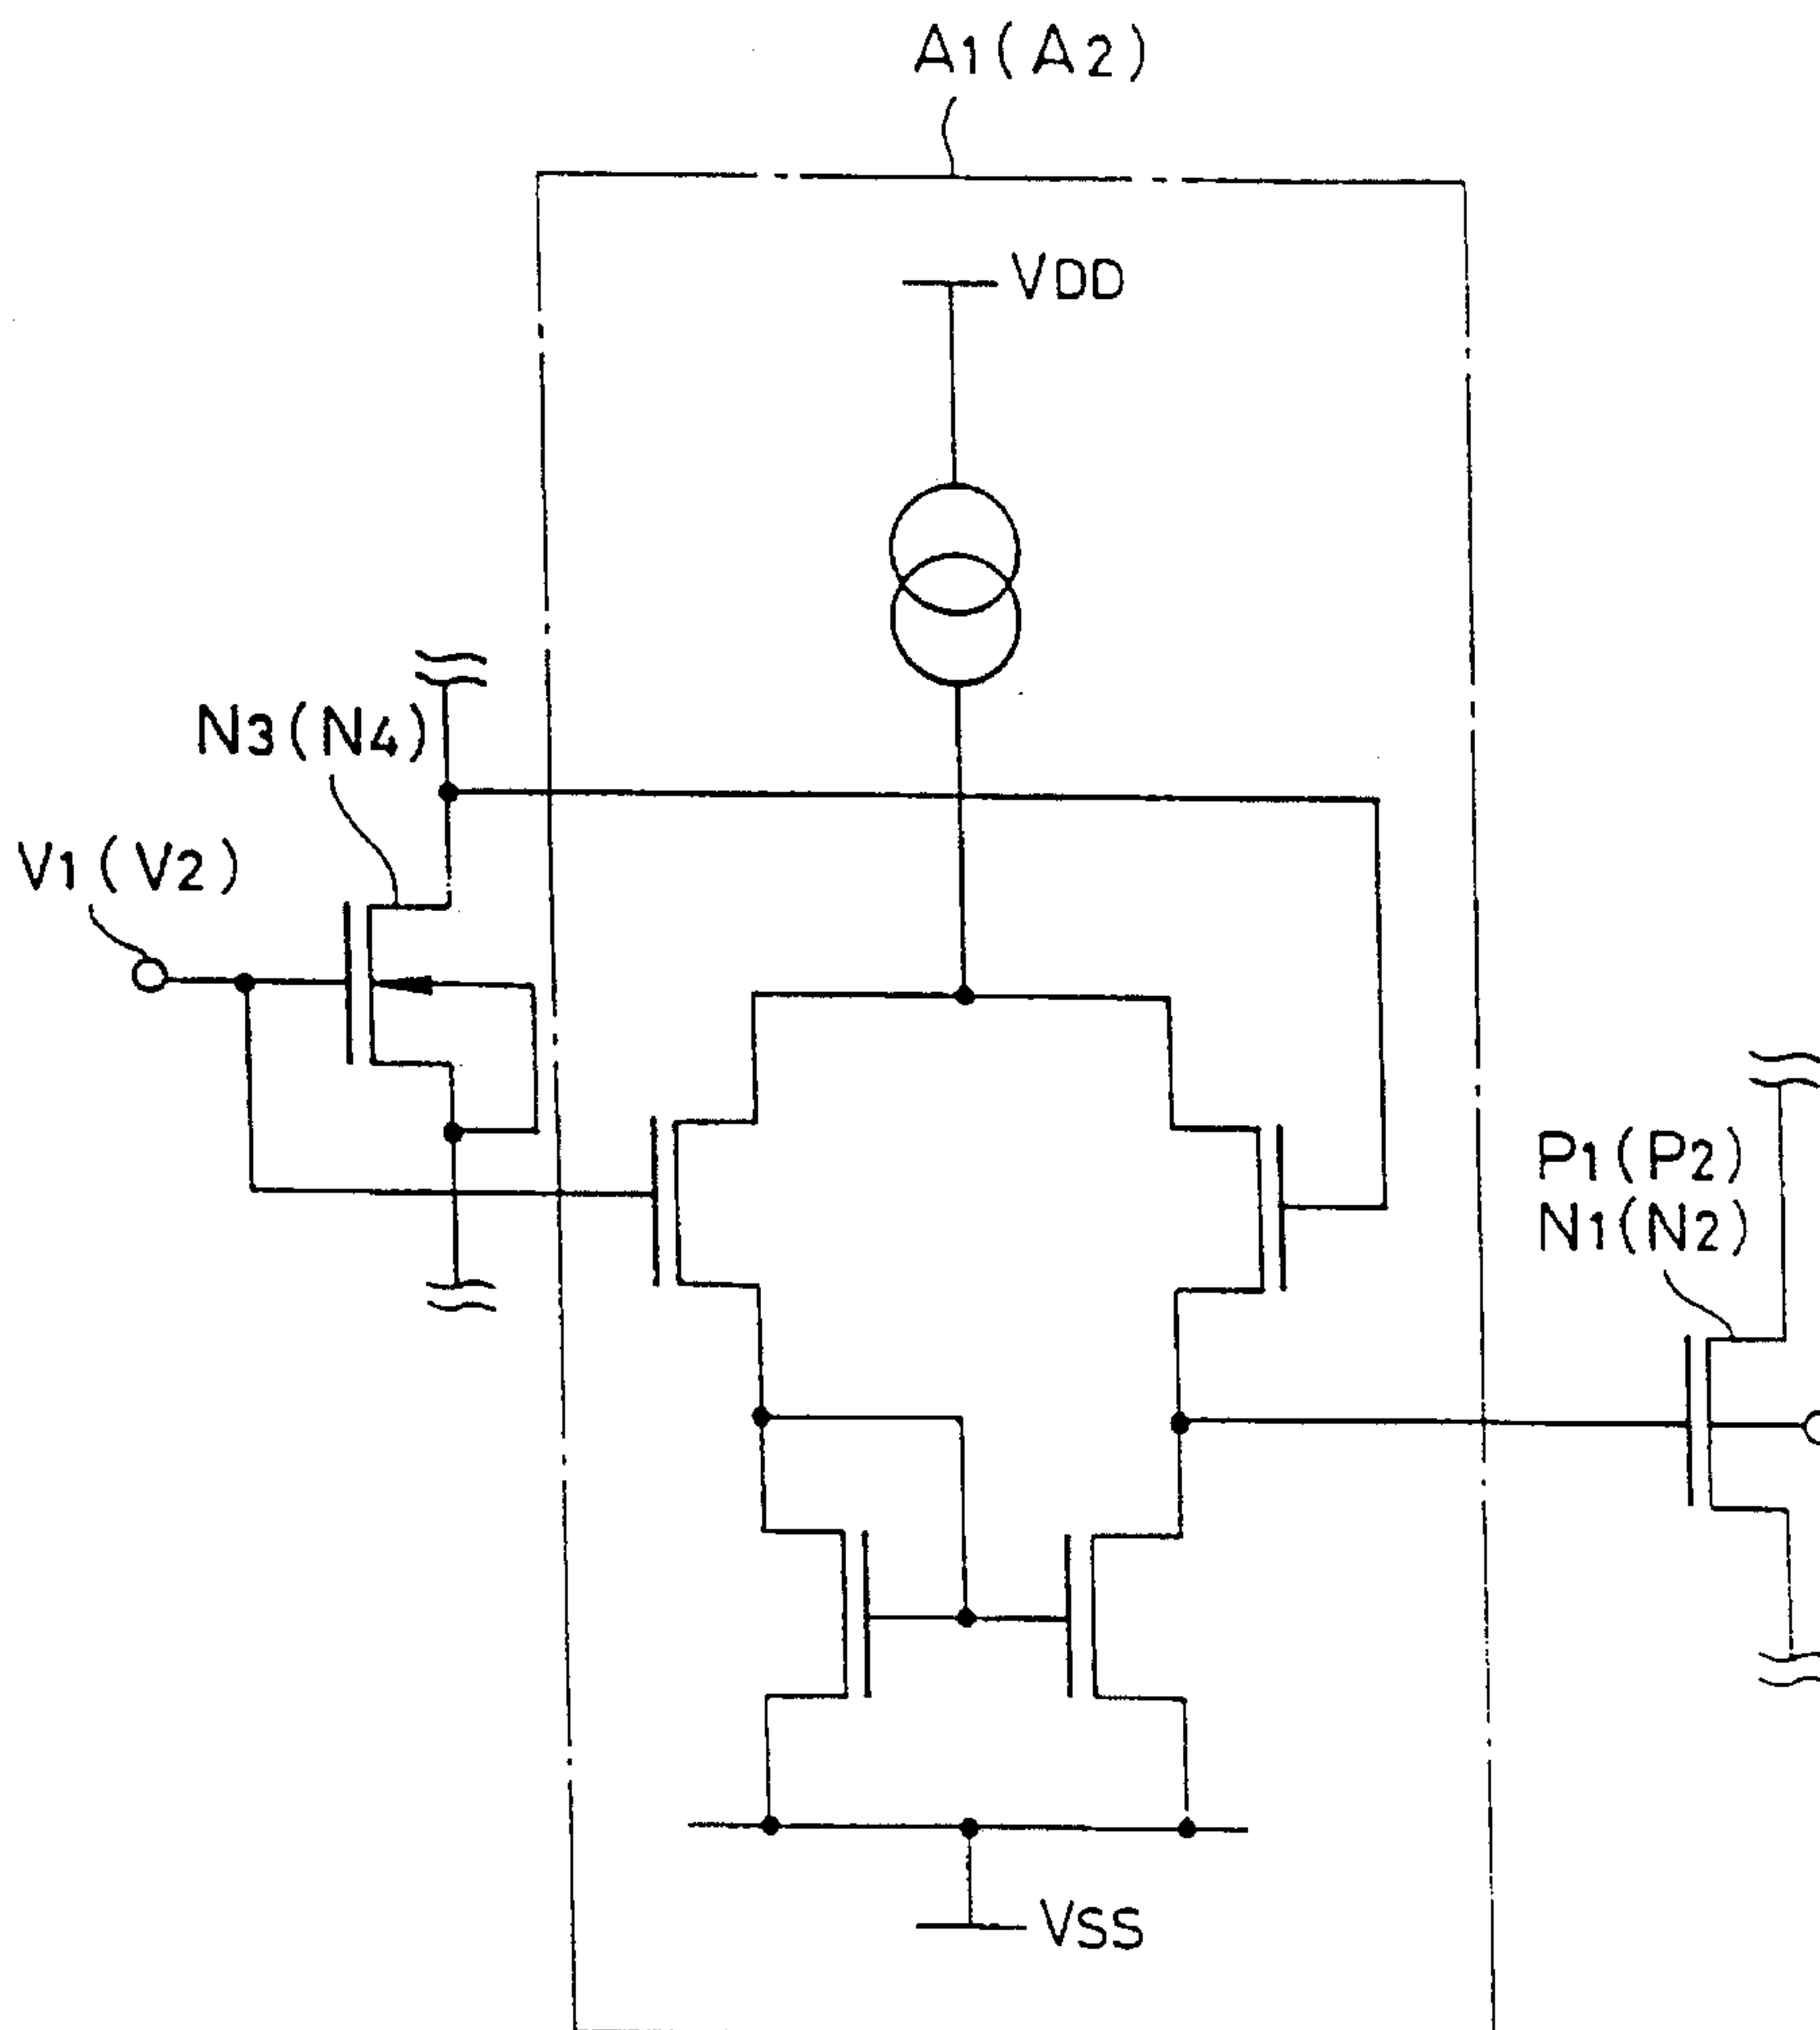 A1(A2)
VDD
N3(N4)
V1(V2)
P1(P2)
N1(N2)
VSS